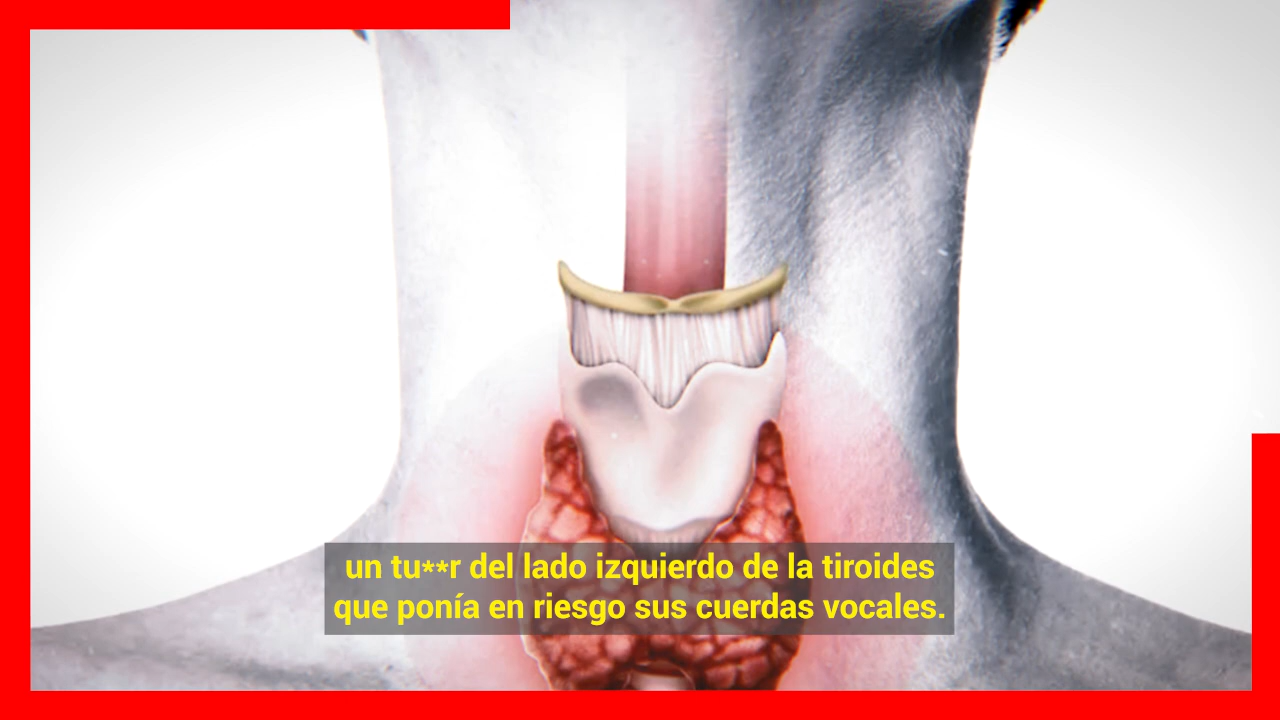 un tu**r del lado izquierdo de la tiroides
que ponía en riesgo sus cuerdas vocales.